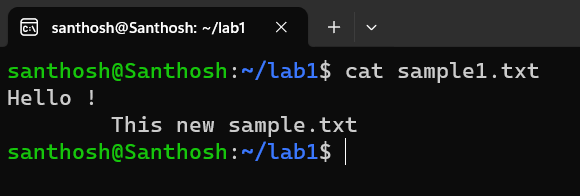 santhosh@Santhosh: ~/lab1
santhosh@Santhosh:~/lab1$ cat sample1.txt
Hello !
        This new sample.txt
santhosh@Santhosh:~/lab1$